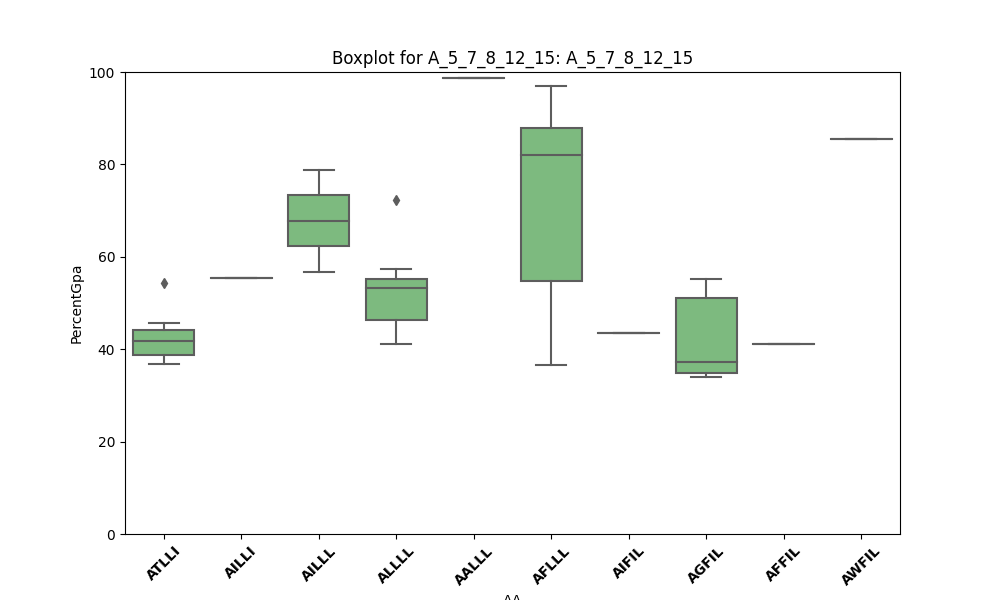 Boxplot for A_5_7_8_12_15: A_5_7_8_12_15
100
80
60
40
20
0
PercentGpa
ATLLI
AILLI
AILLL
ALLLL
AALLL
AFLLL
AIFIL
AGFIL
AFFIL
AWFIL
AA